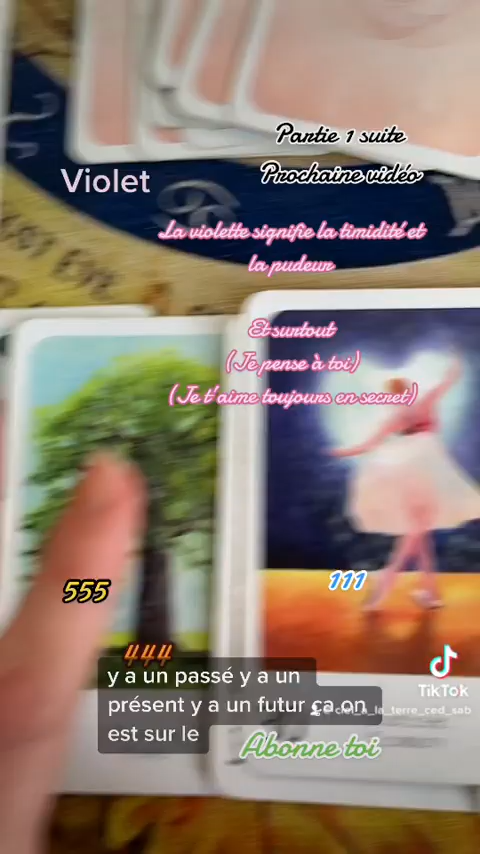 Partie 1 suite
Prochaine vidéo
Violet
La violette signifie la timidité et
la pudeur
Et surtout
(Je pense à toi)
(Je t'aime toujours en secret)
555
111
444
y a un passé y a un
présent y a un futur ça on
est sur le
TikTok
Abonne toi